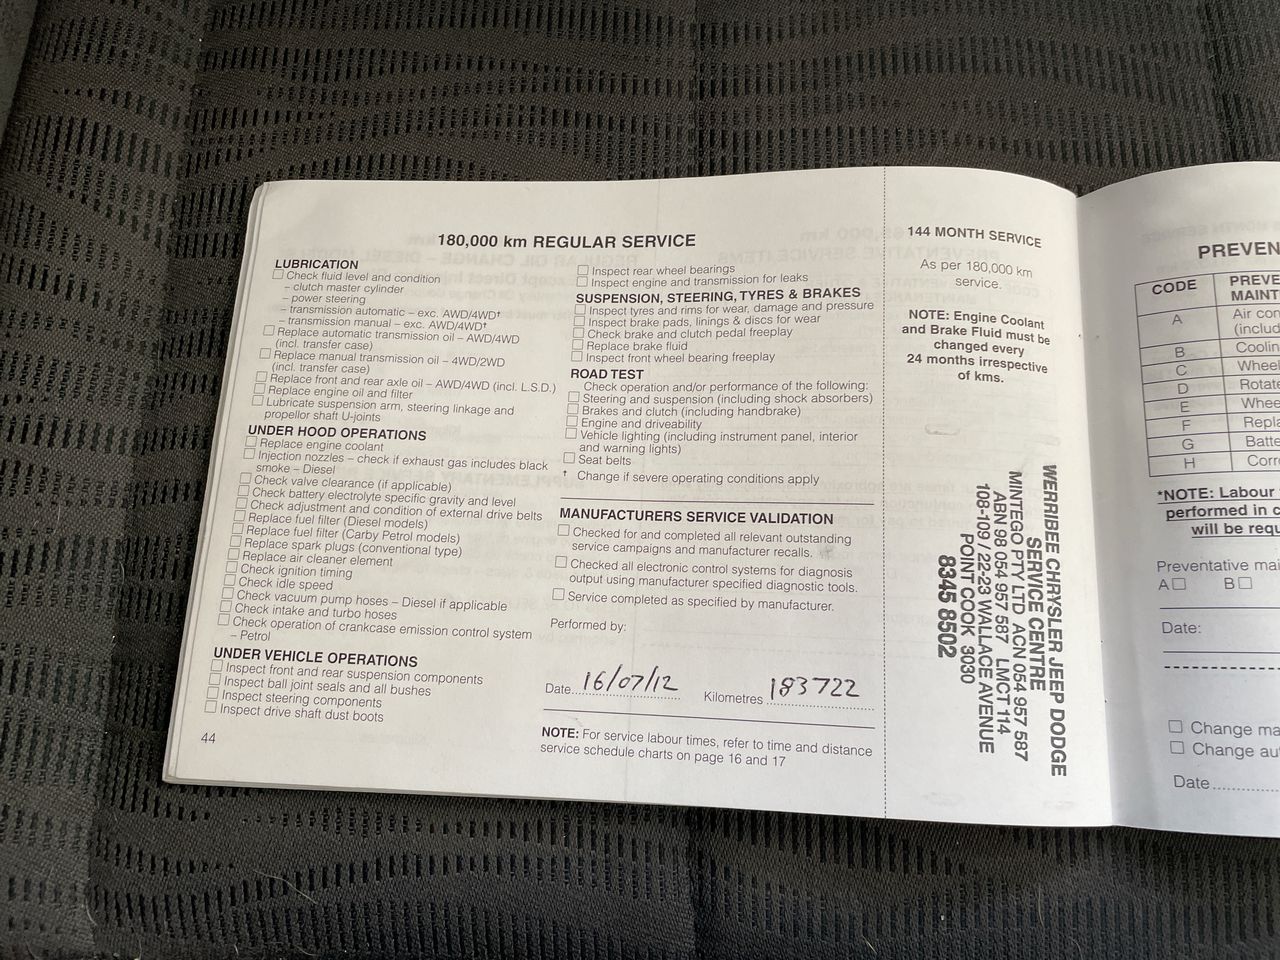 180,000 km REGULAR SERVICE
LUBRICATION
Check fluid level and condition
– clutch master cylinder
– power steering
– transmission automatic – exc. AWD/4WD†
– transmission manual – exc. AWD/4WD†
Replace automatic transmission oil – AWD/4WD
(incl. transfer case)
Replace manual transmission oil – 4WD/2WD
(incl. transfer case)
Replace front and rear axle oil – AWD/4WD (incl. L.S.D.)
Replace engine oil and filter
Lubricate suspension arm, steering linkage and
propellor shaft U-joints
UNDER HOOD OPERATIONS
Replace engine coolant
Injection nozzles – check if exhaust gas includes black
smoke – Diesel
Check valve clearance (if applicable)
Check battery electrolyte specific gravity and level
Check adjustment and condition of external drive belts
Replace fuel filter (Diesel models)
Replace fuel filter (Carby Petrol models)
Replace spark plugs (conventional type)
Replace air cleaner element
Check ignition timing
Check idle speed
Check vacuum pump hoses – Diesel if applicable
Check intake and turbo hoses
Check operation of crankcase emission control system
– Petrol
UNDER VEHICLE OPERATIONS
Inspect front and rear suspension components
Inspect ball joint seals and all bushes
Inspect steering components
Inspect drive shaft dust boots
44
Inspect rear wheel bearings
Inspect engine and transmission for leaks
SUSPENSION, STEERING, TYRES & BRAKES
Inspect tyres and rims for wear, damage and pressure
Inspect brake pads, linings & discs for wear
Check brake and clutch pedal freeplay
Replace brake fluid
Inspect front wheel bearing freeplay
ROAD TEST
Check operation and/or performance of the following:
Steering and suspension (including shock absorbers)
Brakes and clutch (including handbrake)
Engine and driveability
Vehicle lighting (including instrument panel, interior
and warning lights)
Seat belts
† Change if severe operating conditions apply
MANUFACTURERS SERVICE VALIDATION
Checked for and completed all relevant outstanding
service campaigns and manufacturer recalls.
Checked all electronic control systems for diagnosis
output using manufacturer specified diagnostic tools.
Service completed as specified by manufacturer.
Performed by:
Date 16/07/12 Kilometres 183722
NOTE: For service labour times, refer to time and distance
service schedule charts on page 16 and 17
144 MONTH SERVICE
As per 180,000 km
service.
NOTE: Engine Coolant
and Brake Fluid must be
changed every
24 months irrespective
of kms.
WERRIBEE CHRYSLER JEEP DODGE
SERVICE CENTRE
MINTEGO PTY LTD ACN 054 957 587
ABN 98 054 957 587 LMCT 114
108-109 / 22-23 WALLACE AVENUE
POINT COOK 3030
8345 8502
PREVEN
CODE PREVE
MAINT
A Air con
(includ
B Coolin
C Wheel
D Rotate
E Whee
F Repla
G Batte
H Corro
*NOTE: Labour
performed in c
will be requ
Preventative mai
A B
Date:
Change ma
Change au
Date